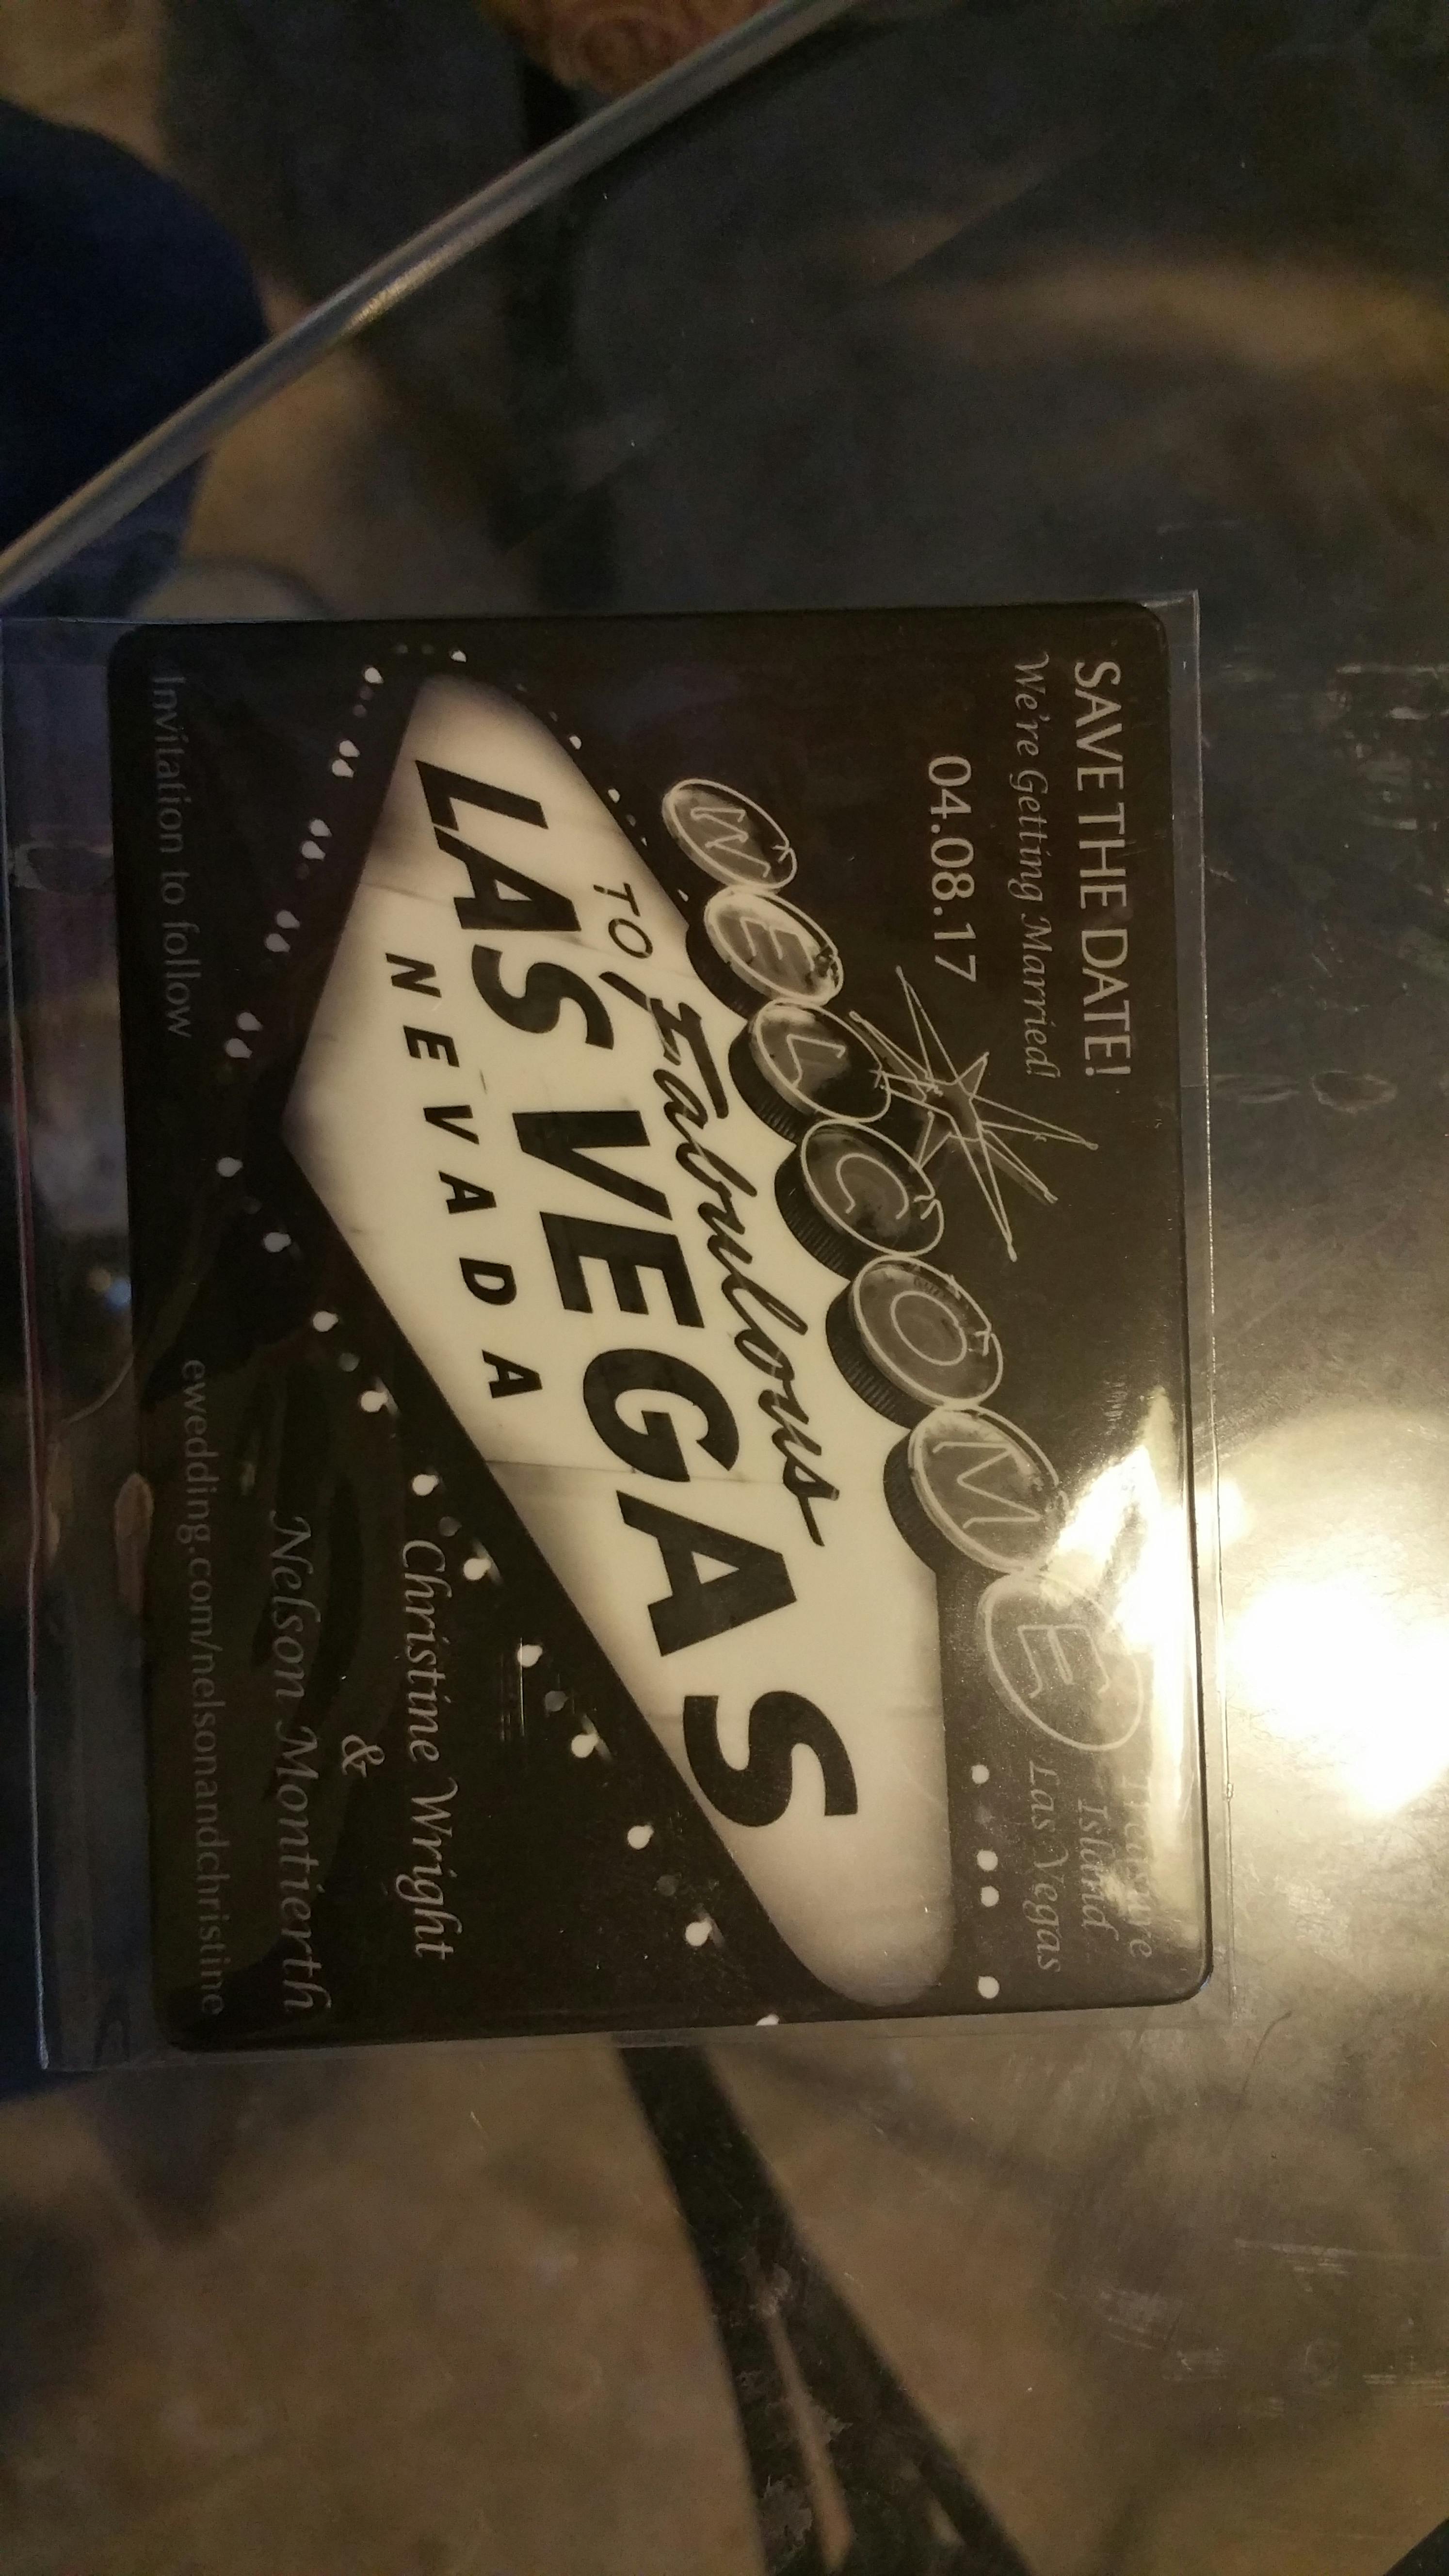 SAVE THE DATE!
We're Getting Married!
04.08.17
Treasure
Island
Las Vegas
WELCOME
TO Fabulous
LAS VEGAS
NEVADA
Christine Wright
&
Nelson Montierth
Invitation to follow
ewedding.com/nelsonandchristine